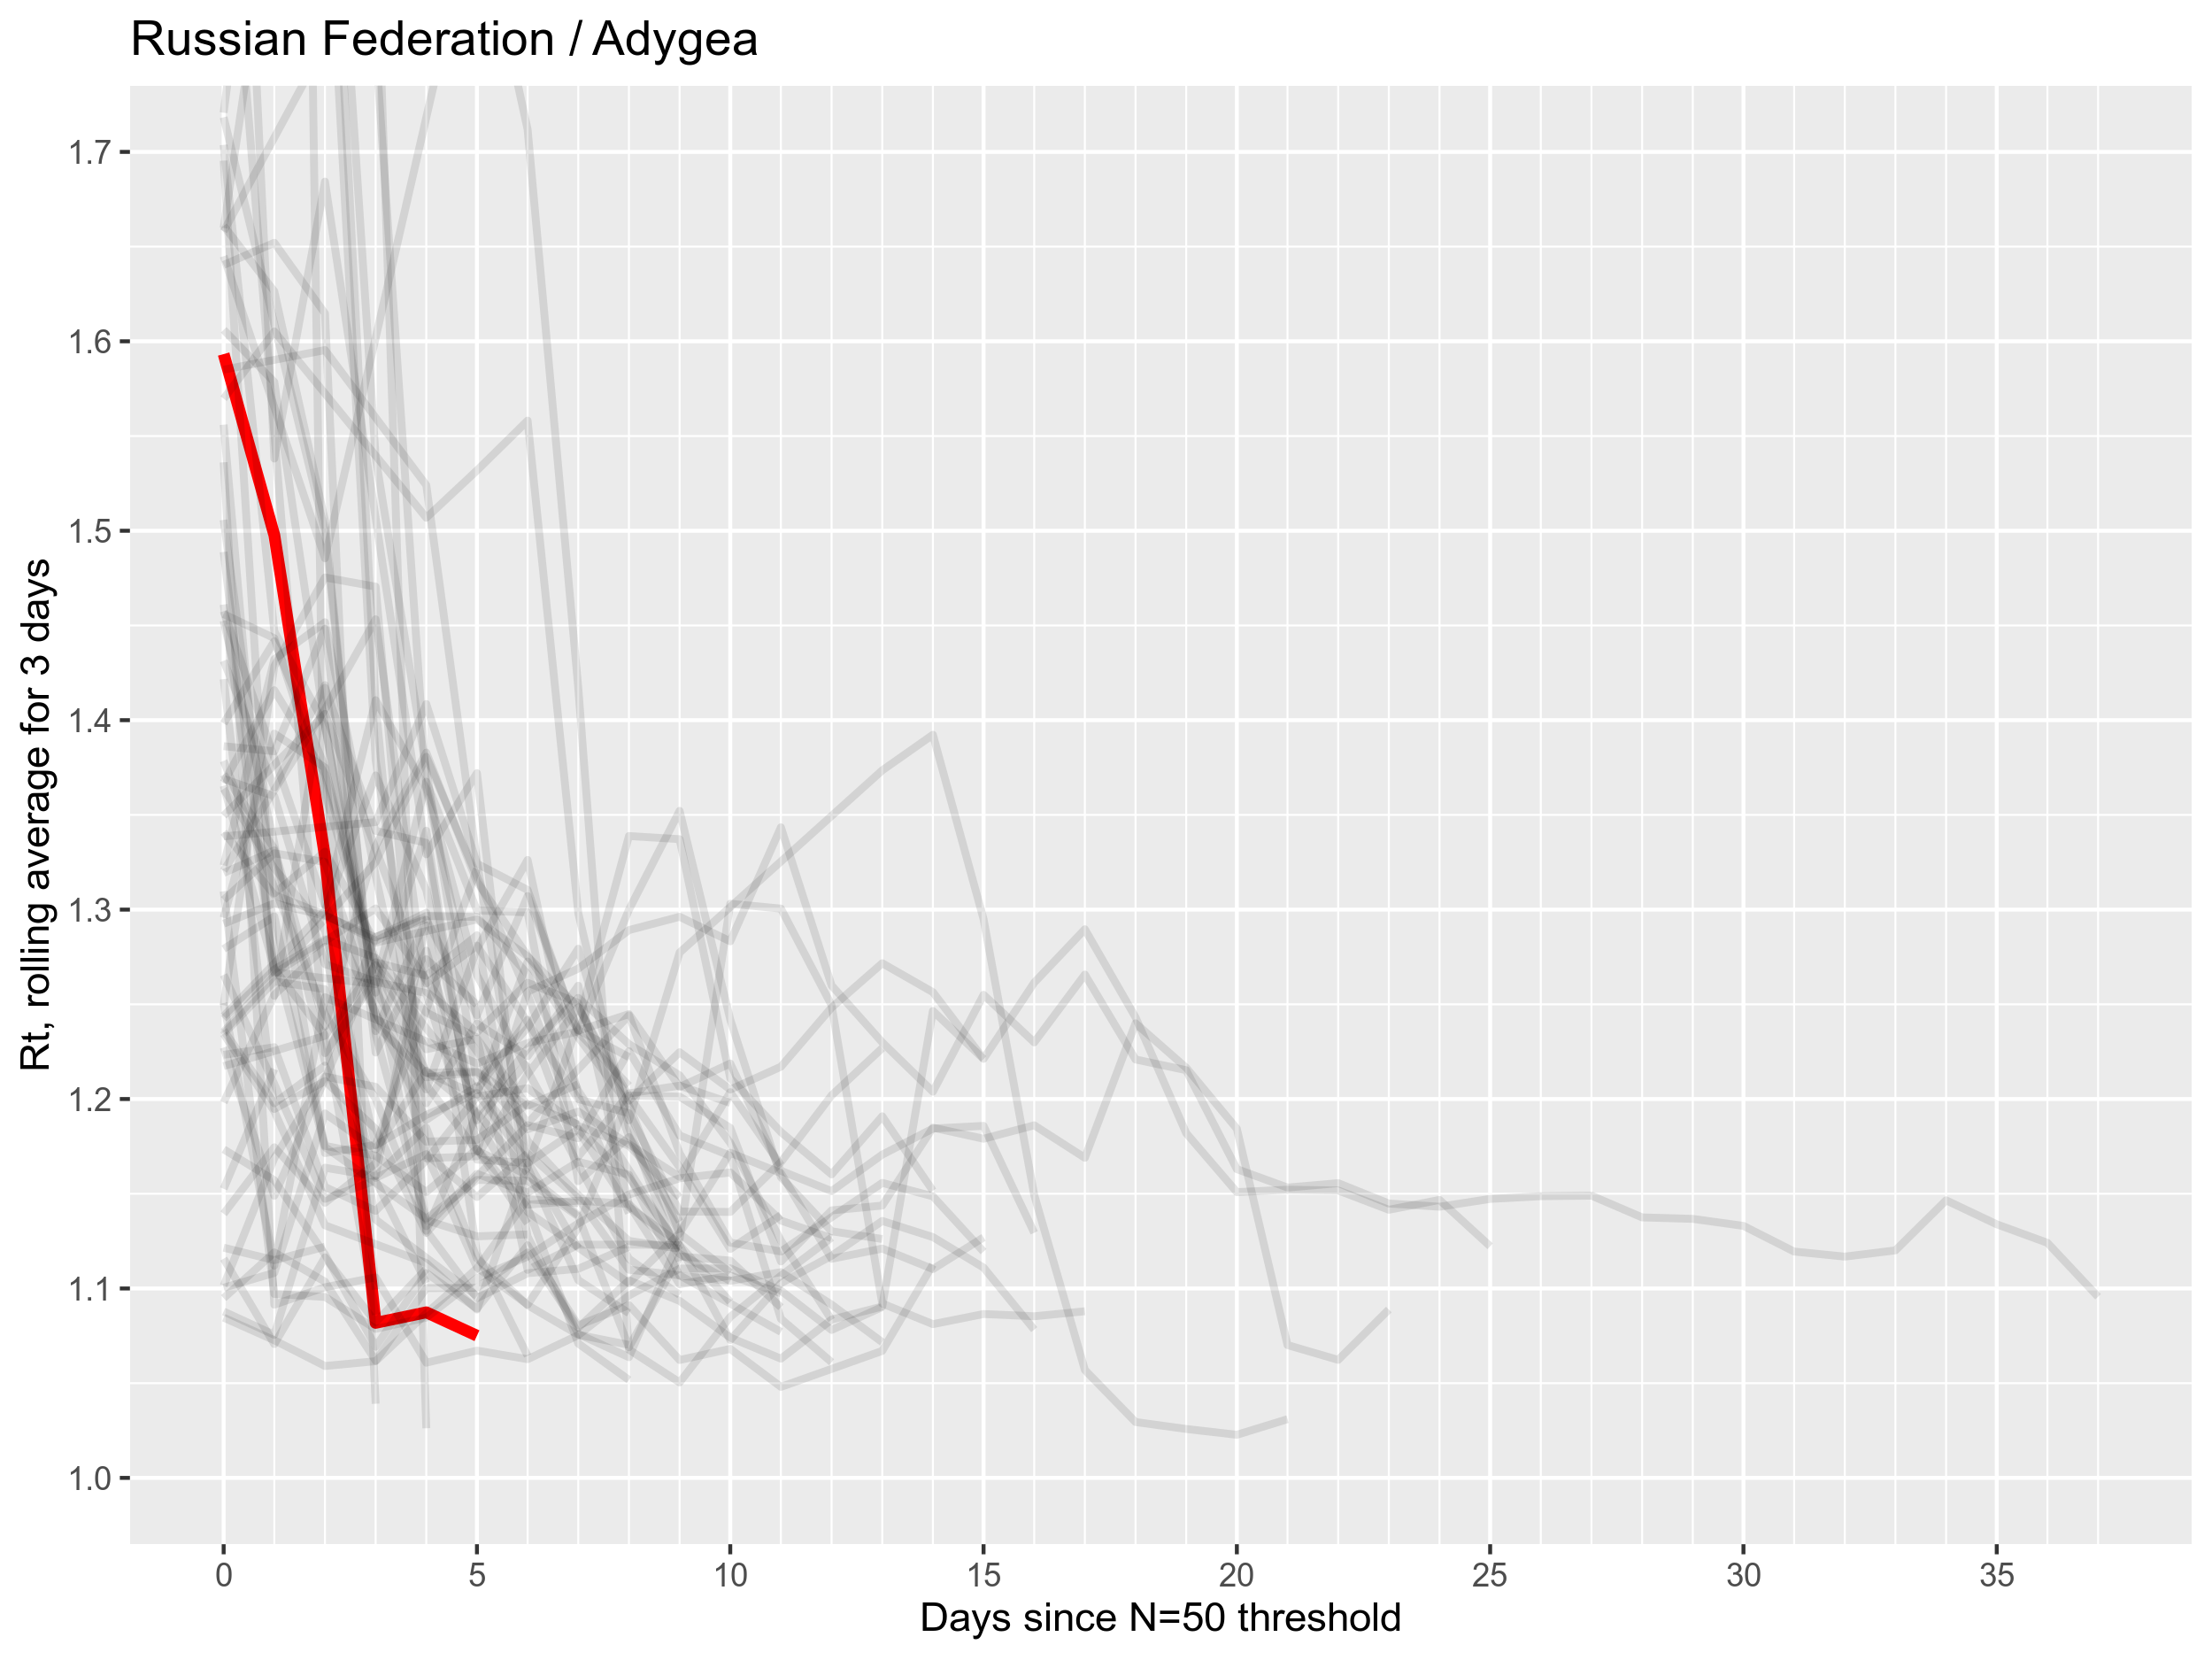 Russian Federation / Adygea
Rt, rolling average for 3 days
1.7
1.6
1.5
1.4
1.3
1.2
1.1
1.0
0 5 10 15 20 25 30 35
Days since N=50 threshold